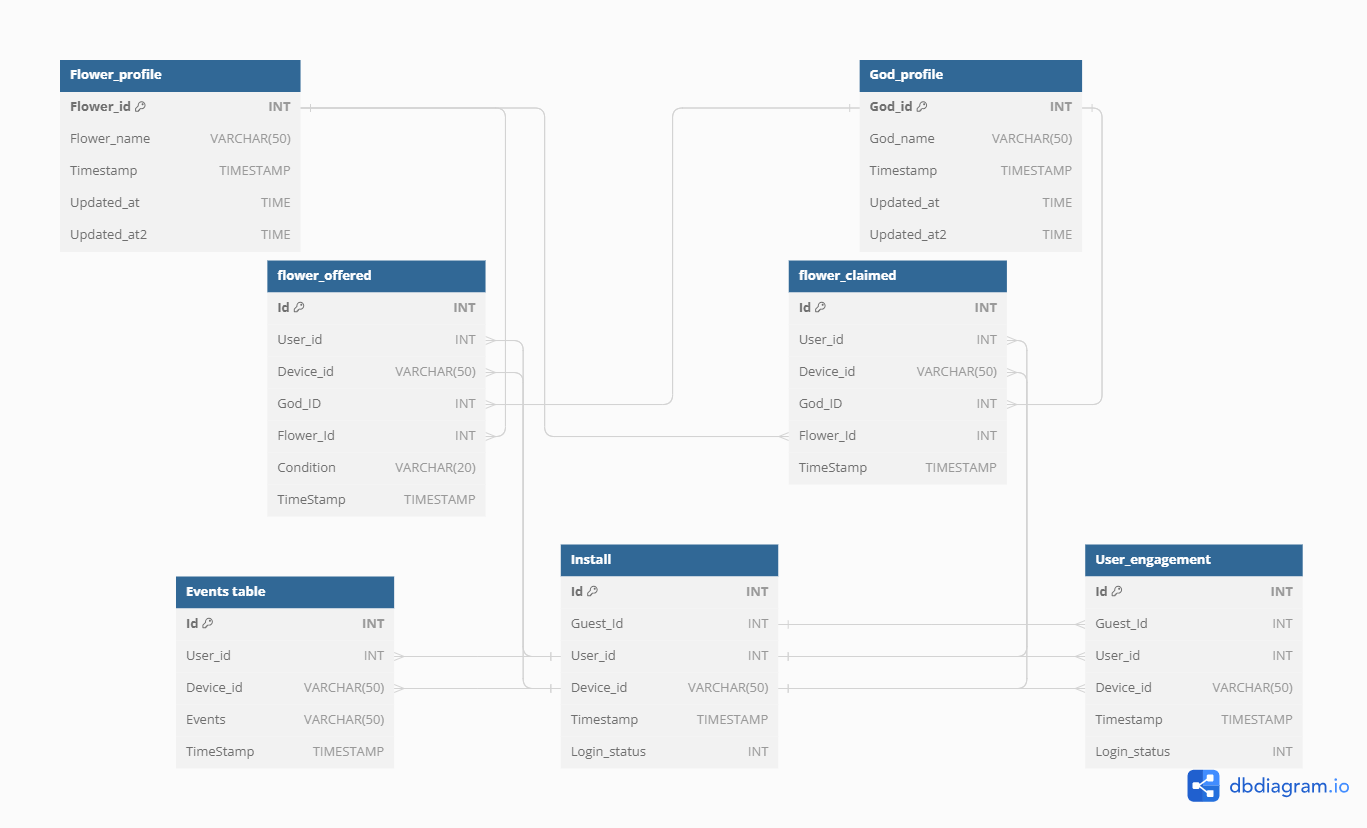 Flower_profile
Flower_id INT
Flower_name VARCHAR(50)
Timestamp TIMESTAMP
Updated_at TIME
Updated_at2 TIME
God_profile
God_id INT
God_name VARCHAR(50)
Timestamp TIMESTAMP
Updated_at TIME
Updated_at2 TIME
flower_offered
Id INT
User_id INT
Device_id VARCHAR(50)
God_ID INT
Flower_Id INT
Condition VARCHAR(20)
TimeStamp TIMESTAMP
flower_claimed
Id INT
User_id INT
Device_id VARCHAR(50)
God_ID INT
Flower_Id INT
TimeStamp TIMESTAMP
Events table
Id INT
User_id INT
Device_id VARCHAR(50)
Events VARCHAR(50)
TimeStamp TIMESTAMP
Install
Id INT
Guest_Id INT
User_id INT
Device_id VARCHAR(50)
Timestamp TIMESTAMP
Login_status INT
User_engagement
Id INT
Guest_Id INT
User_id INT
Device_id VARCHAR(50)
Timestamp TIMESTAMP
Login_status INT
dbdiagram.io